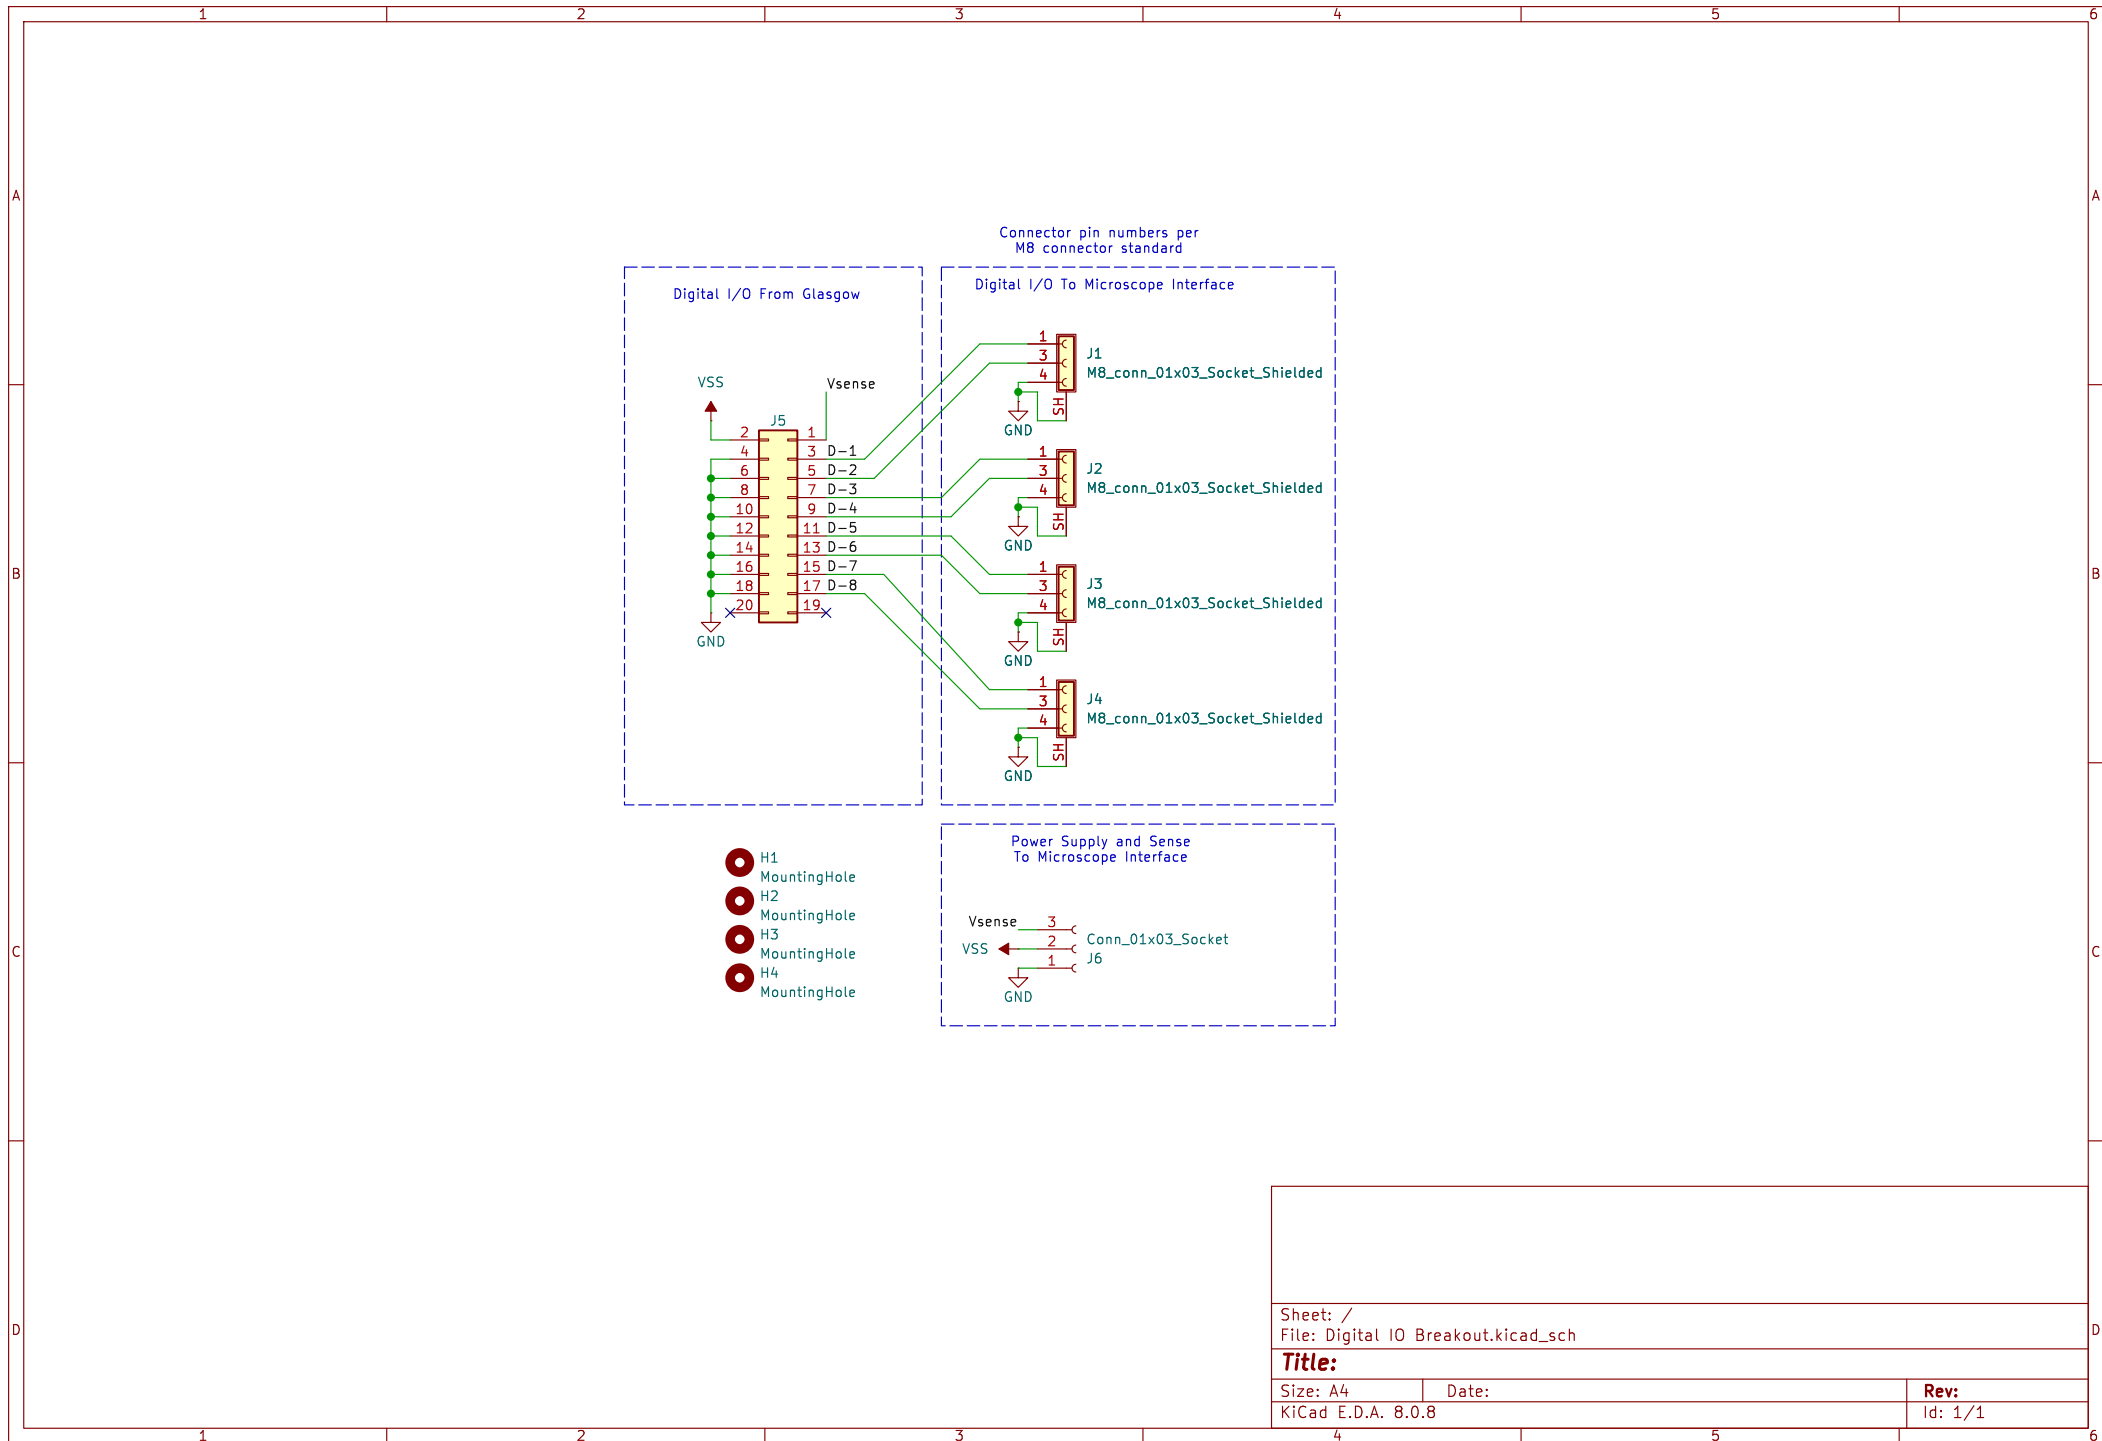 1 2 3 4 5 6
A A
Connector pin numbers per
M8 connector standard
Digital I/O From Glasgow
Digital I/O To Microscope Interface
VSS
Vsense
J5
2 1
4 3 D-1
6 5 D-2
8 7 D-3
10 9 D-4
12 11 D-5
14 13 D-6
16 15 D-7
18 17 D-8
20 19
GND
1
3
4
SH
GND
J1
M8_conn_01x03_Socket_Shielded
1
3
4
SH
GND
J2
M8_conn_01x03_Socket_Shielded
B B
1
3
4
SH
GND
J3
M8_conn_01x03_Socket_Shielded
1
3
4
SH
GND
J4
M8_conn_01x03_Socket_Shielded
H1
MountingHole
H2
MountingHole
H3
MountingHole
H4
MountingHole
Power Supply and Sense
To Microscope Interface
Vsense 3
VSS 2
1
GND
Conn_01x03_Socket
J6
C C
D D
Sheet: /
File: Digital IO Breakout.kicad_sch
Title:
Size: A4 Date: Rev:
KiCad E.D.A. 8.0.8 Id: 1/1
1 2 3 4 5 6